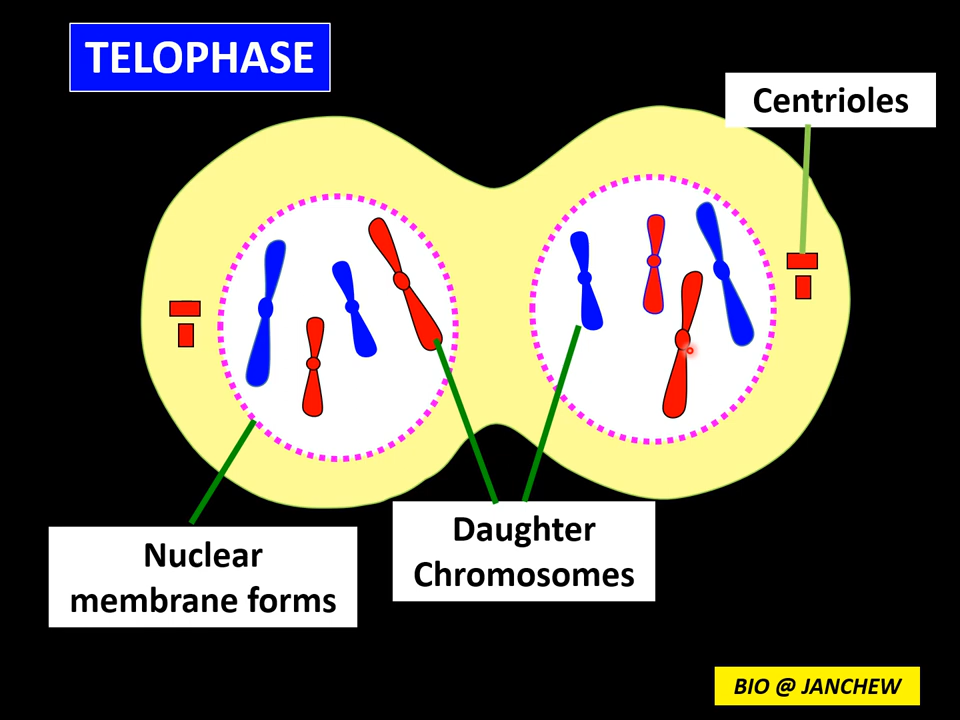 TELOPHASE
Centrioles
Daughter
Chromosomes
Nuclear
membrane forms
BIO @ JANCHEW